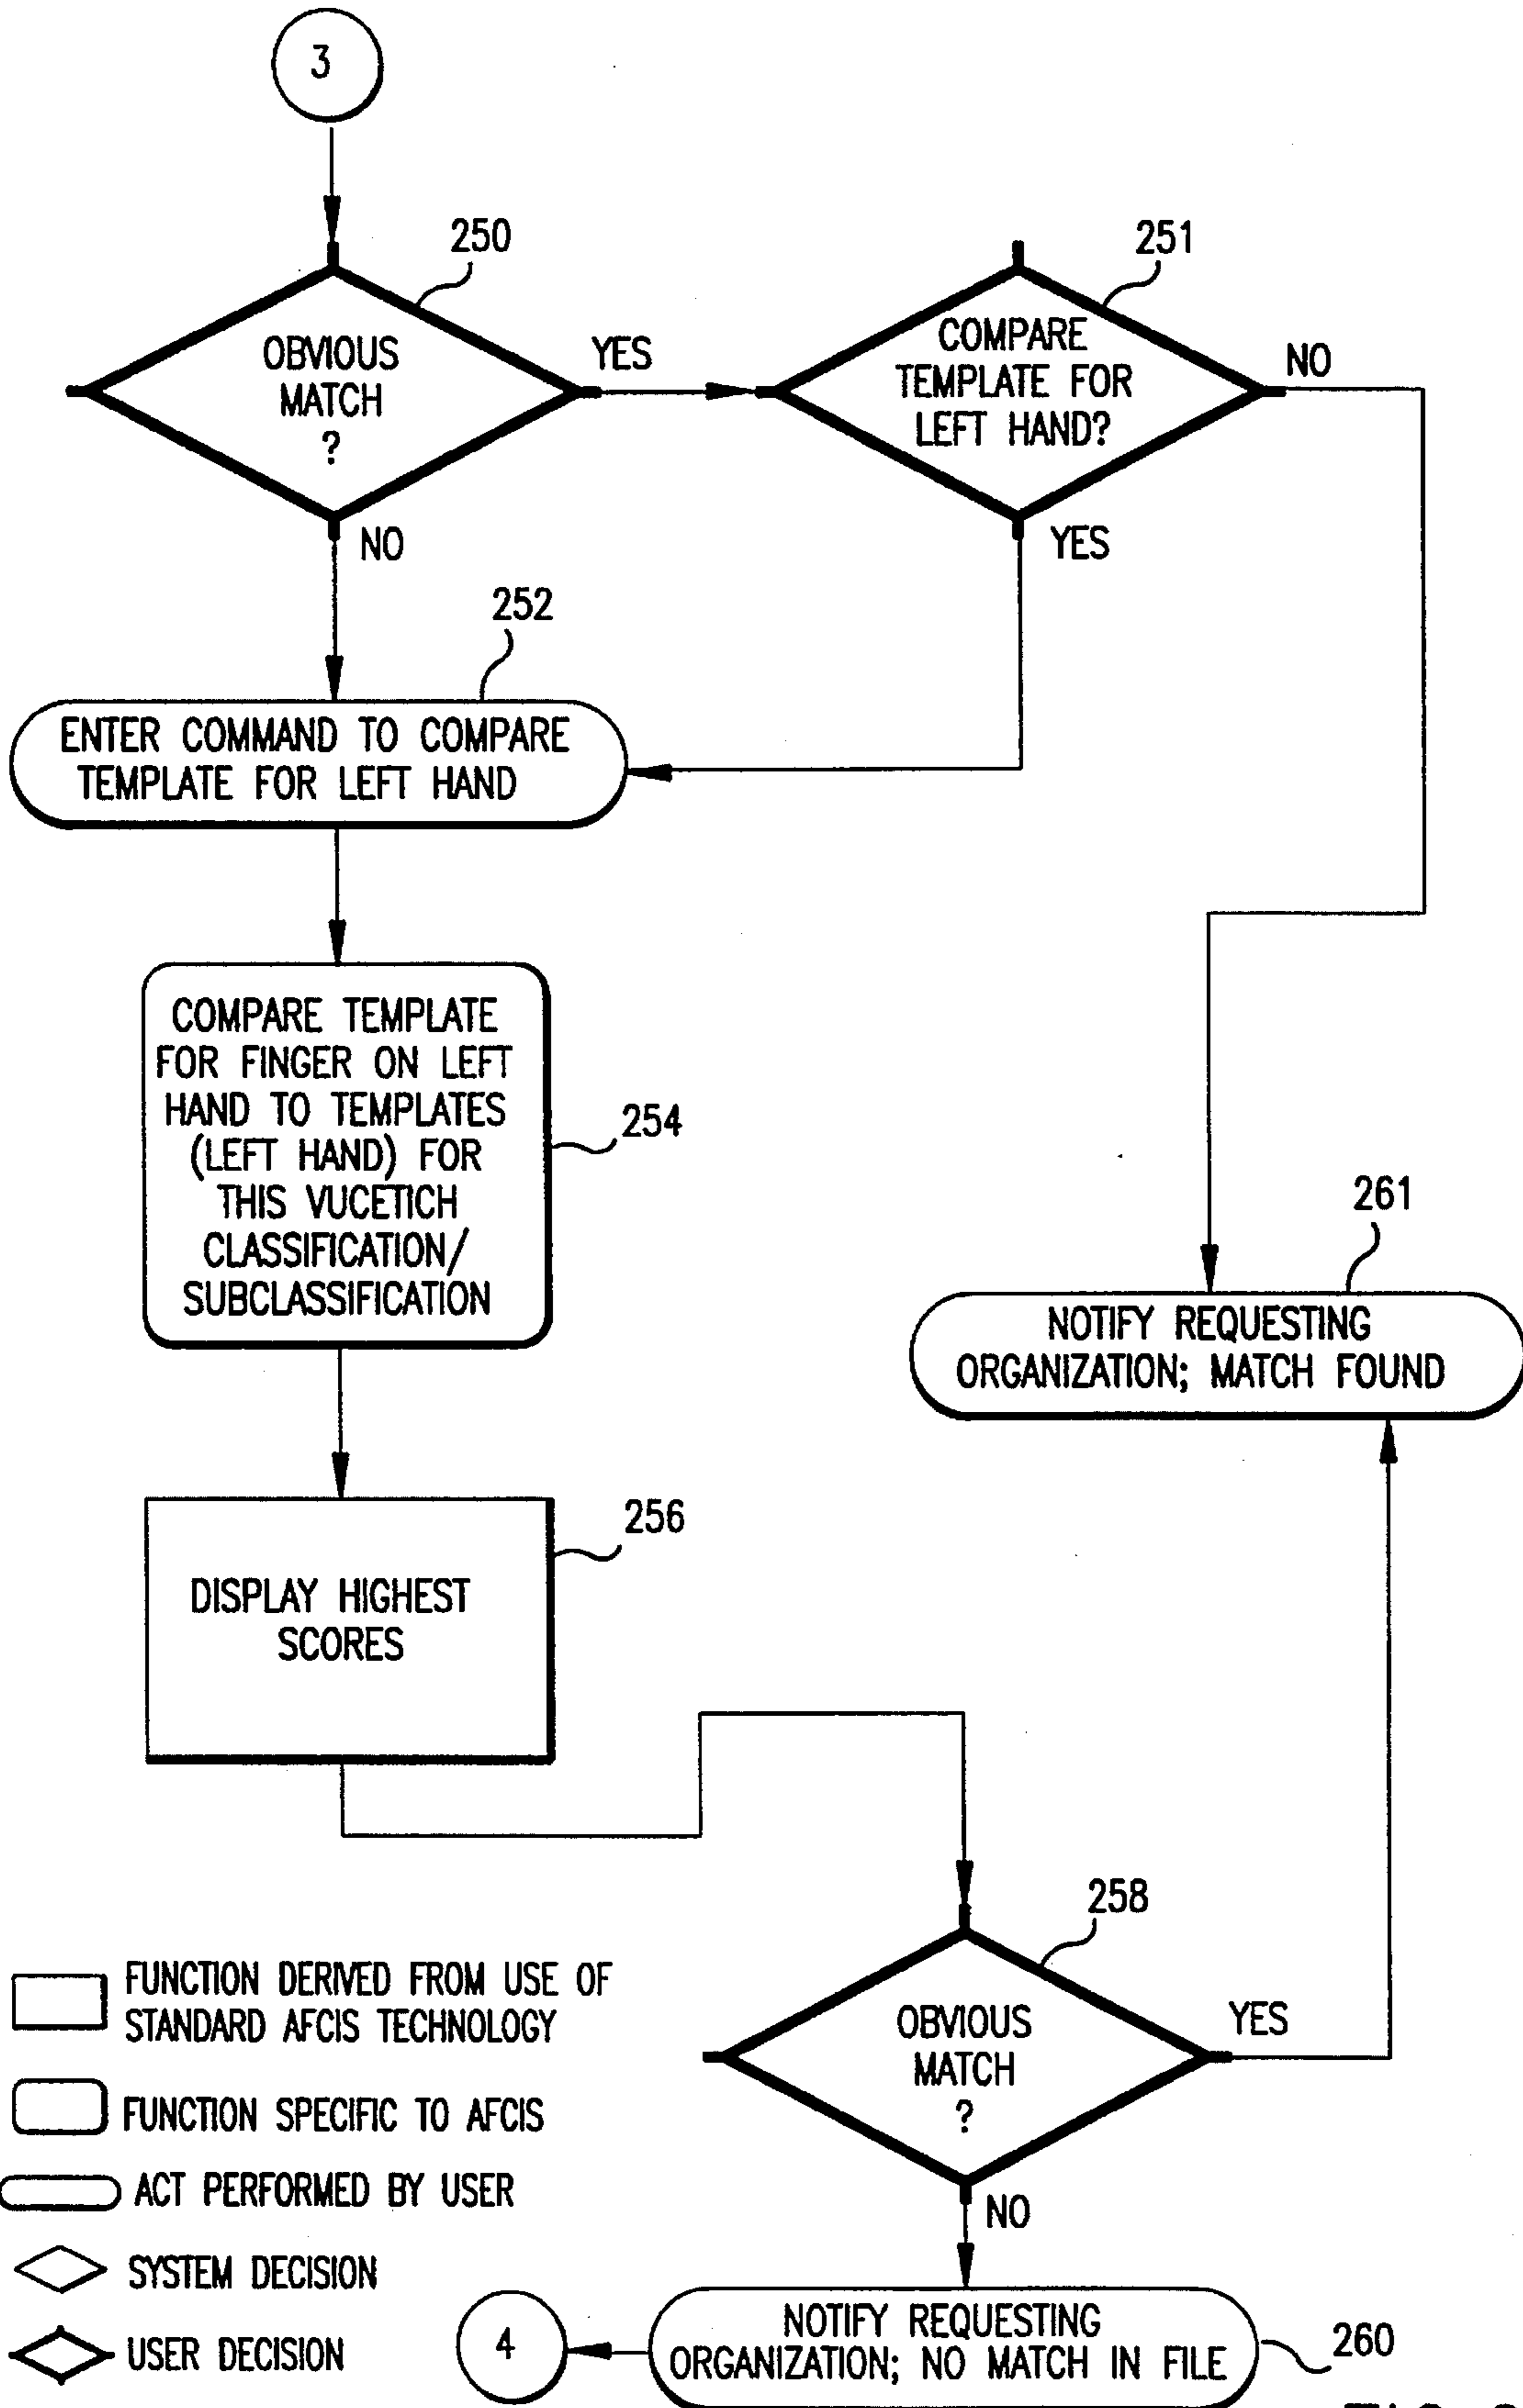 3
250
OBVIOUS
MATCH
?
YES
NO
251
COMPARE
TEMPLATE FOR
LEFT HAND?
NO
YES
252
ENTER COMMAND TO COMPARE
TEMPLATE FOR LEFT HAND
COMPARE TEMPLATE
FOR FINGER ON LEFT
HAND TO TEMPLATES
(LEFT HAND) FOR
THIS VUCETICH
CLASSIFICATION/
SUBCLASSIFICATION
254
261
NOTIFY REQUESTING
ORGANIZATION; MATCH FOUND
256
DISPLAY HIGHEST
SCORES
258
OBVIOUS
MATCH
?
YES
NO
FUNCTION DERIVED FROM USE OF
STANDARD AFCIS TECHNOLOGY
FUNCTION SPECIFIC TO AFCIS
ACT PERFORMED BY USER
SYSTEM DECISION
USER DECISION
4
NOTIFY REQUESTING
ORGANIZATION; NO MATCH IN FILE
260